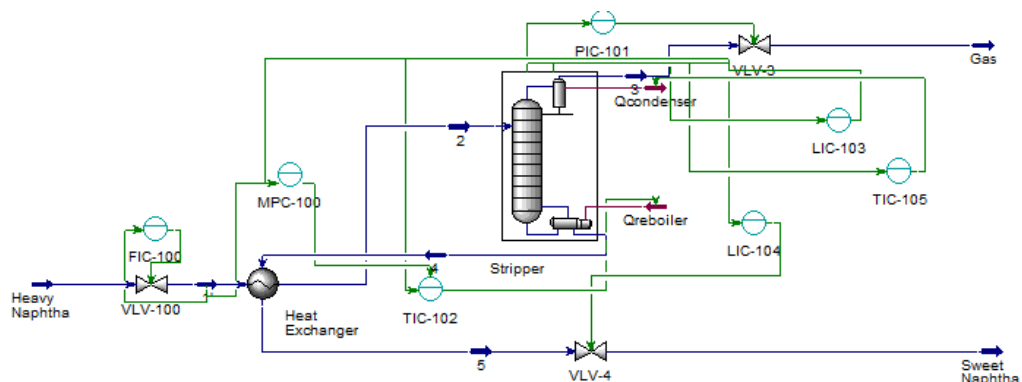 PIC-101
VLV-3
Gas
3
Qcondenser
2
LIC-103
MPC-100
TIC-105
Qreboiler
FIC-100
LIC-104
4
Stripper
1
Heavy
Naphtha
VLV-100
Heat
Exchanger
TIC-102
5
VLV-4
Sweet
Naphtha